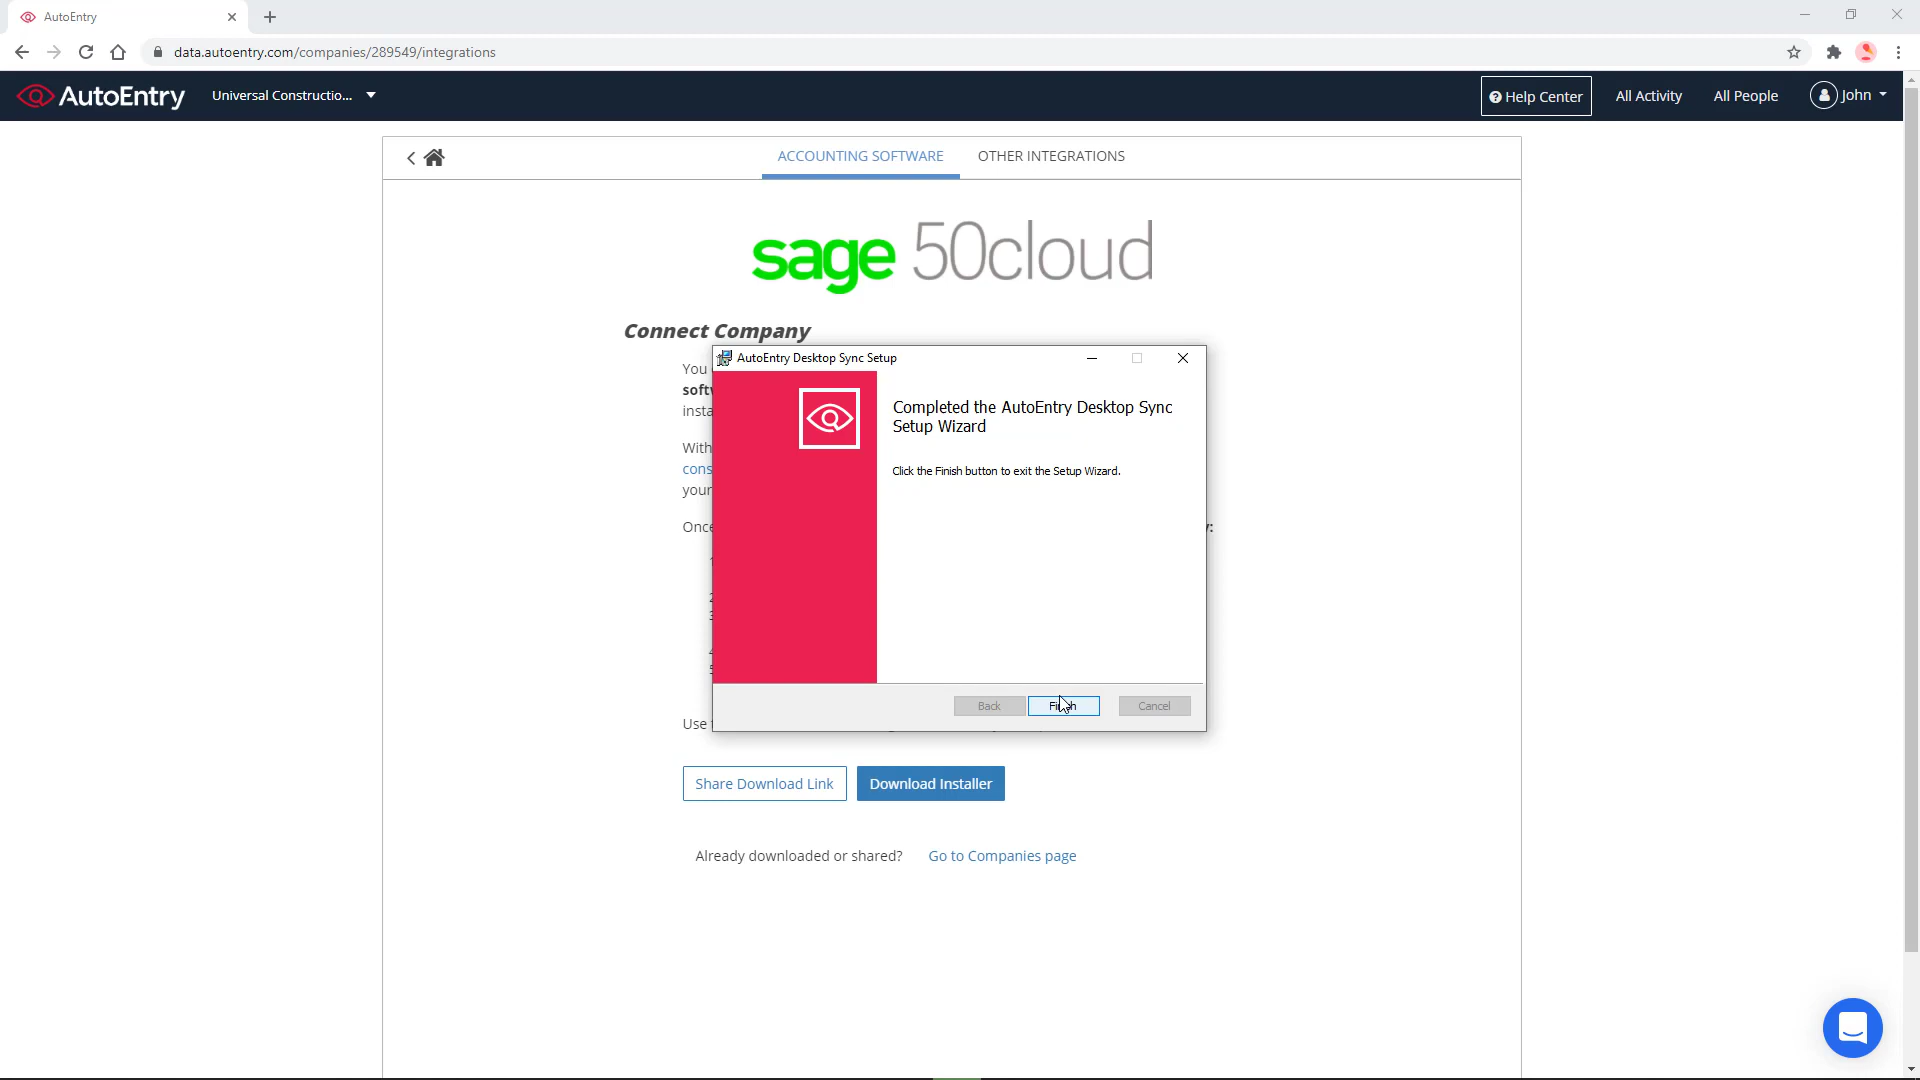 AutoEntry
data.autoentry.com/companies/289549/integrations
AutoEntry
Universal Constructio...
Help Center
All Activity
All People
John
ACCOUNTING SOFTWARE
OTHER INTEGRATIONS
sage 50cloud
Connect Company
AutoEntry Desktop Sync Setup
You
Completed the AutoEntry Desktop Sync
Setup Wizard
insta
With
Click the Finish button to exit the Setup Wizard.
cons
your
Once
y:
Back
Cancel
Use
Share Download Link
Download Installer
Already downloaded or shared?
Go to Companies page